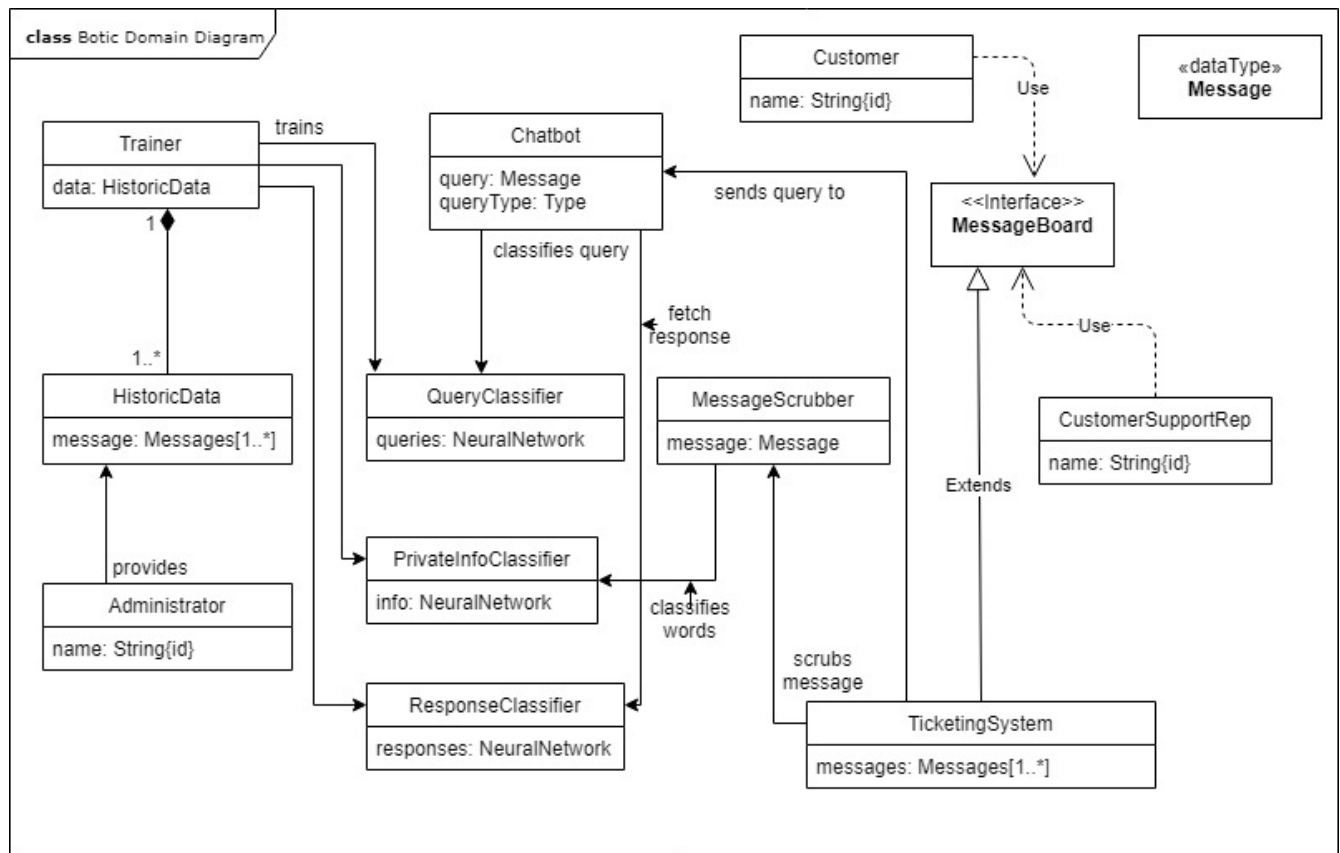 class Botic Domain Diagram
Customer
name: String{id}
«dataType»
Message
Use
Trainer
data: HistoricData
trains
1
1..*
Chatbot
query: Message
queryType: Type
sends query to
<<Interface>>
MessageBoard
classifies query
fetch
response
Use
HistoricData
message: Messages[1..*]
QueryClassifier
queries: NeuralNetwork
MessageScrubber
message: Message
CustomerSupportRep
name: String{id}
Extends
provides
Administrator
name: String{id}
PrivateInfoClassifier
info: NeuralNetwork
classifies
words
scrubs
message
ResponseClassifier
responses: NeuralNetwork
TicketingSystem
messages: Messages[1..*]